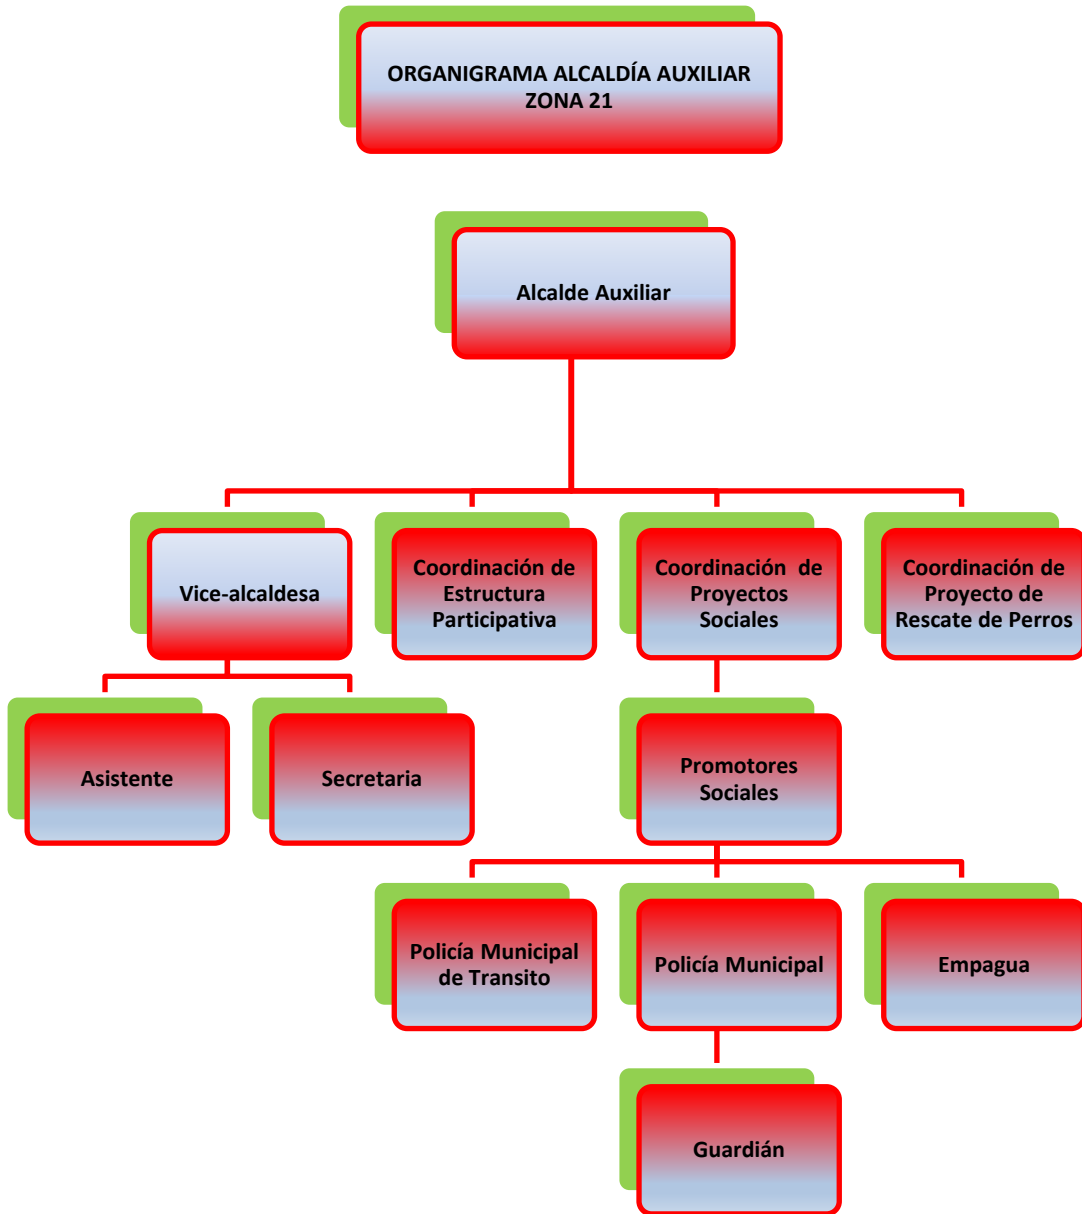 ORGANIGRAMA ALCALDÍA AUXILIAR
ZONA 21
Alcalde Auxiliar
Vice-alcaldesa
Coordinación de
Estructura
Participativa
Coordinación de
Proyectos
Sociales
Coordinación de
Proyecto de
Rescate de Perros
Asistente
Secretaria
Promotores
Sociales
Policía Municipal
de Transito
Policía Municipal
Empagua
Guardián